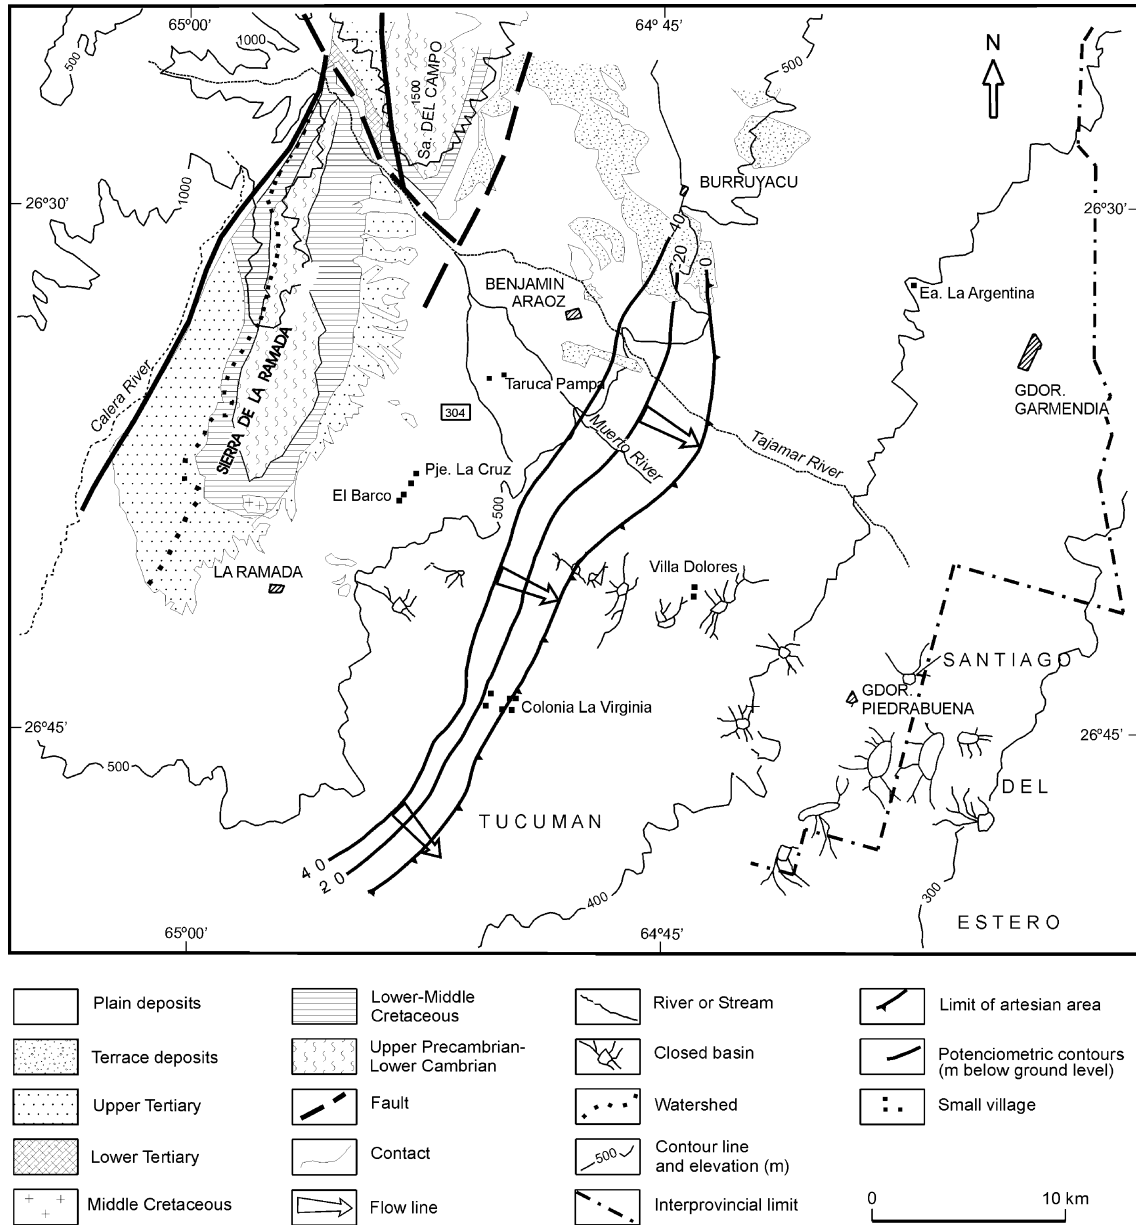 65º00'
64º 45'
N
500
1000
1500
Sa. DEL CAMPO
500
1000
26º30'
BURRUYACU
26º30'
40
20
0
BENJAMIN
ARAOZ
Ea. La Argentina
Calera River
SIERRA DE LA RAMADA
Taruca Pampa
304
GDOR.
GARMENDIA
Muerto River
Tajamar River
Pje. La Cruz
El Barco
500
LA RAMADA
Villa Dolores
SANTIAGO
GDOR.
PIEDRABUENA
Colonia La Virginia
26º45'
26º45'
500
DEL
TUCUMAN
40
20
400
300
ESTERO
65º00'
64º45'
Plain deposits
Terrace deposits
Upper Tertiary
Lower Tertiary
Middle Cretaceous
Lower-Middle
Cretaceous
Upper Precambrian-
Lower Cambrian
Fault
Contact
Flow line
River or Stream
Closed basin
Watershed
500
Contour line
and elevation (m)
Interprovincial limit
Limit of artesian area
Potenciometric contours
(m below ground level)
Small village
0
10 km